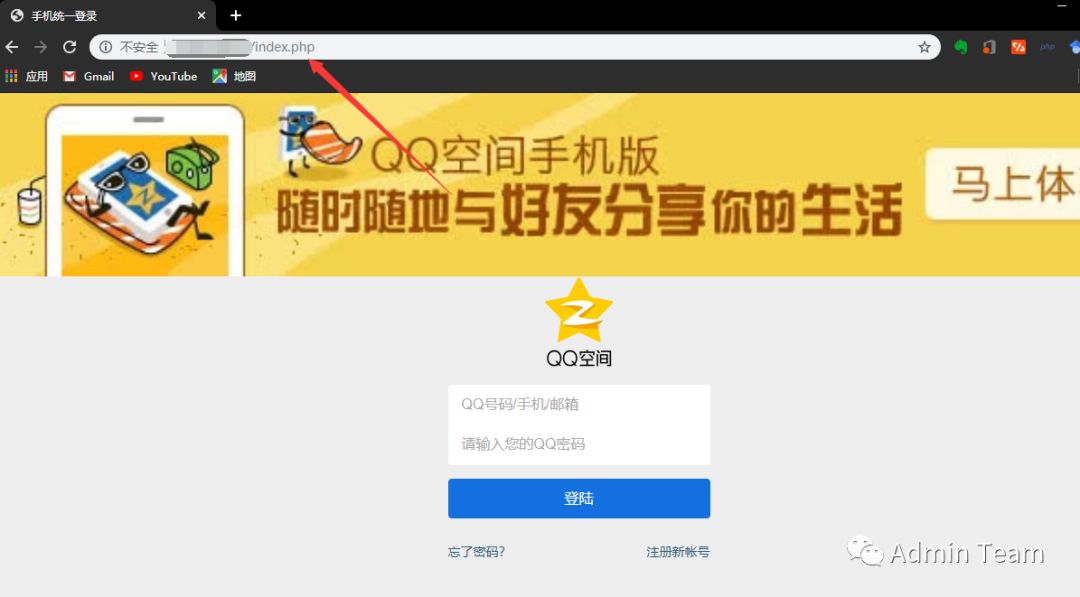 手机统一登录
不安全
/index.php
php
应用 Gmail YouTube 地图
QQ空间手机版
随时随地与好友分享你的生活
马上体
QQ空间
QQ号码/手机/邮箱
请输入您的QQ密码
登陆
忘了密码?
注册新帐号
Admin Team